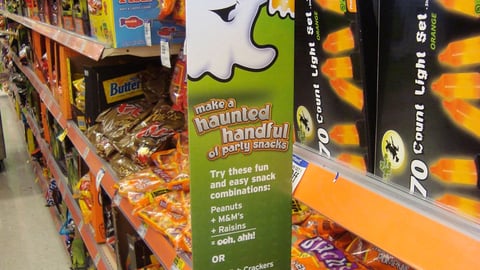 Butter
make a
haunted
handful
of party snacks
Try these fun
and easy snack
combinations:
Peanuts
+ M&M's
+ Raisins
= ooh, ahh!
OR
Crackers
70 Count Light Set
ORANGE
70 Count Light Set
ORANGE